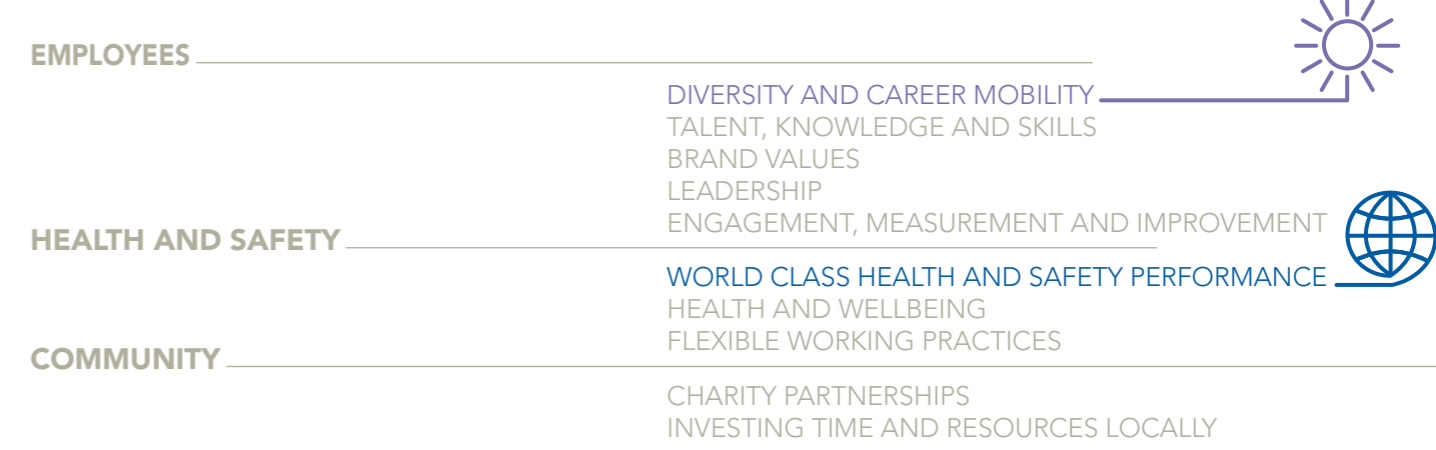 EMPLOYEES
DIVERSITY AND CAREER MOBILITY
TALENT, KNOWLEDGE AND SKILLS
BRAND VALUES
LEADERSHIP
ENGAGEMENT, MEASUREMENT AND IMPROVEMENT
HEALTH AND SAFETY
WORLD CLASS HEALTH AND SAFETY PERFORMANCE
HEALTH AND WELLBEING
FLEXIBLE WORKING PRACTICES
COMMUNITY
CHARITY PARTNERSHIPS
INVESTING TIME AND RESOURCES LOCALLY